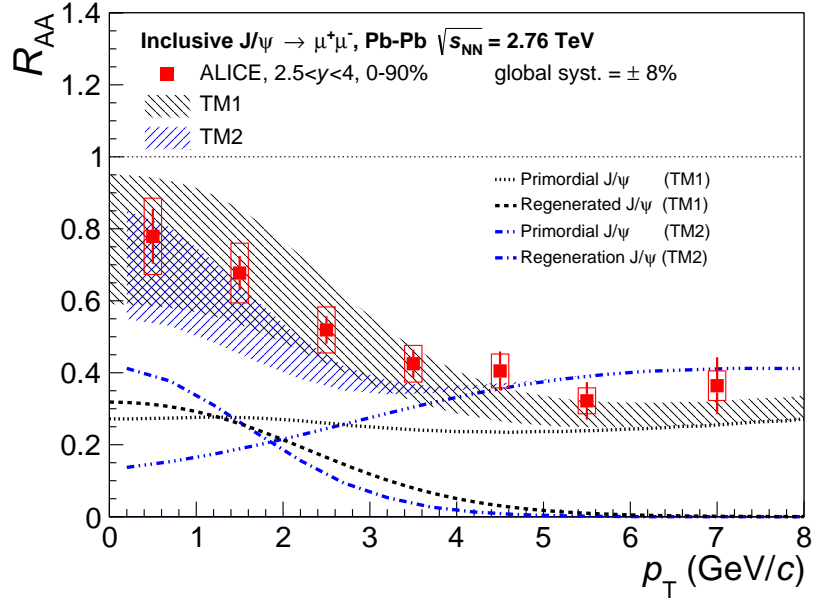 R_AA
1.4
1.2
1
0.8
0.6
0.4
0.2
0
Inclusive J/ψ → μ⁺μ⁻, Pb-Pb √s_NN = 2.76 TeV
ALICE, 2.5<y<4, 0-90% global syst. = ± 8%
TM1
TM2
Primordial J/ψ (TM1)
Regenerated J/ψ (TM1)
Primordial J/ψ (TM2)
Regeneration J/ψ (TM2)
0 1 2 3 4 5 6 7 8
p_T (GeV/c)